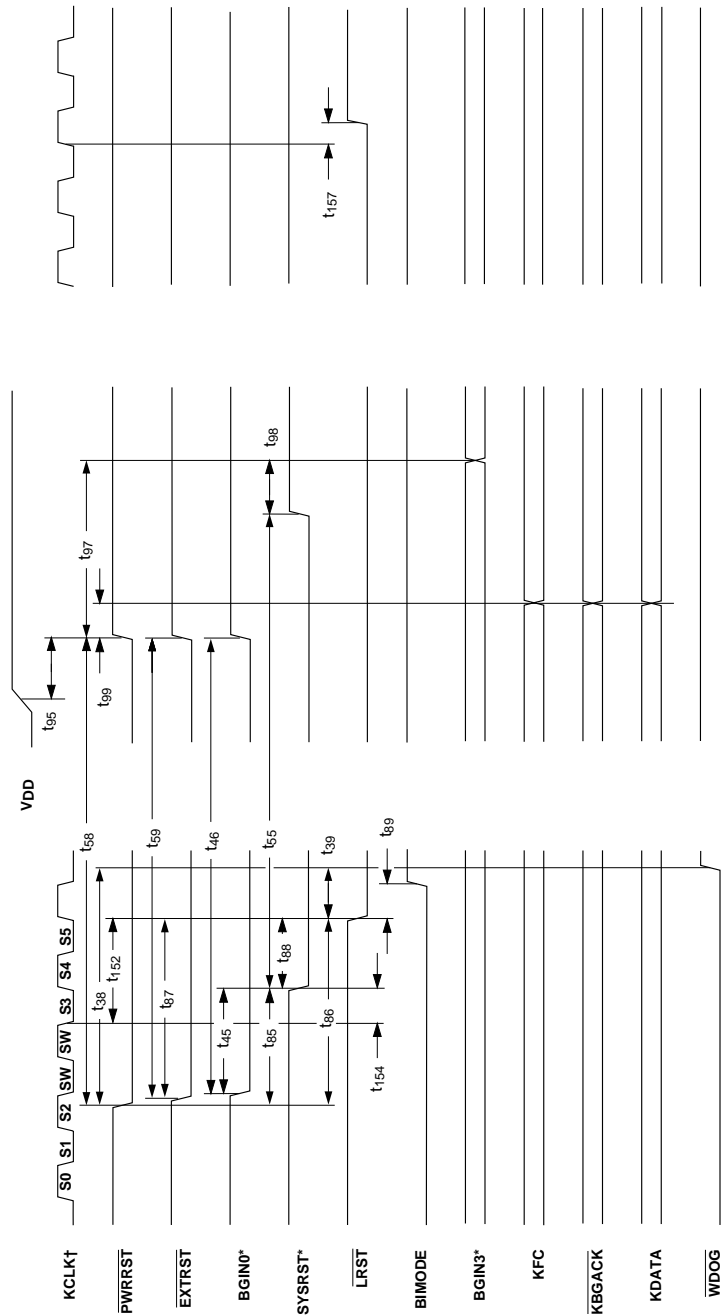 VDD
KCLK†
S0 S1 S2 SW SW S3 S4 S5
PWRRST
EXTRST
BGIN0*
SYSRST*
LRST
BIMODE
BGIN3*
KFC
KBGACK
KDATA
WDOG
t95
t99
t97
t58
t38
t152
t59
t87
t46
t45
t55
t85
t88
t98
t39
t86
t154
t89
t157